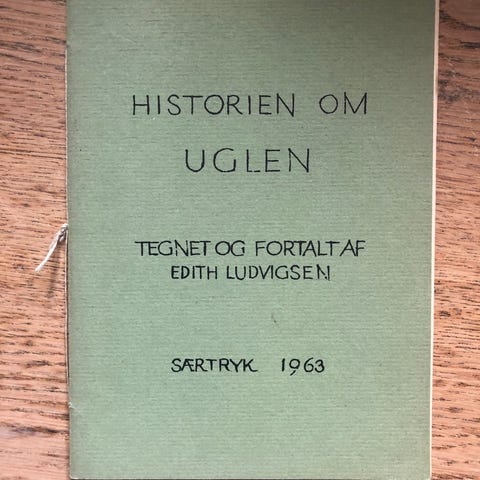 HISTORIEN OM
UGLEN
TEGNET OG FORTALT AF
EDITH LUDVIGSEN
SÆRTRYK 1963